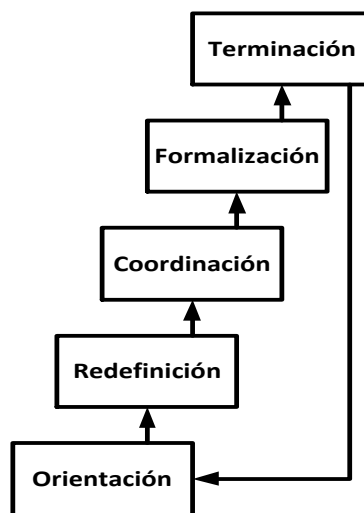 Terminación
Formalización
Coordinación
Redefinición
Orientación